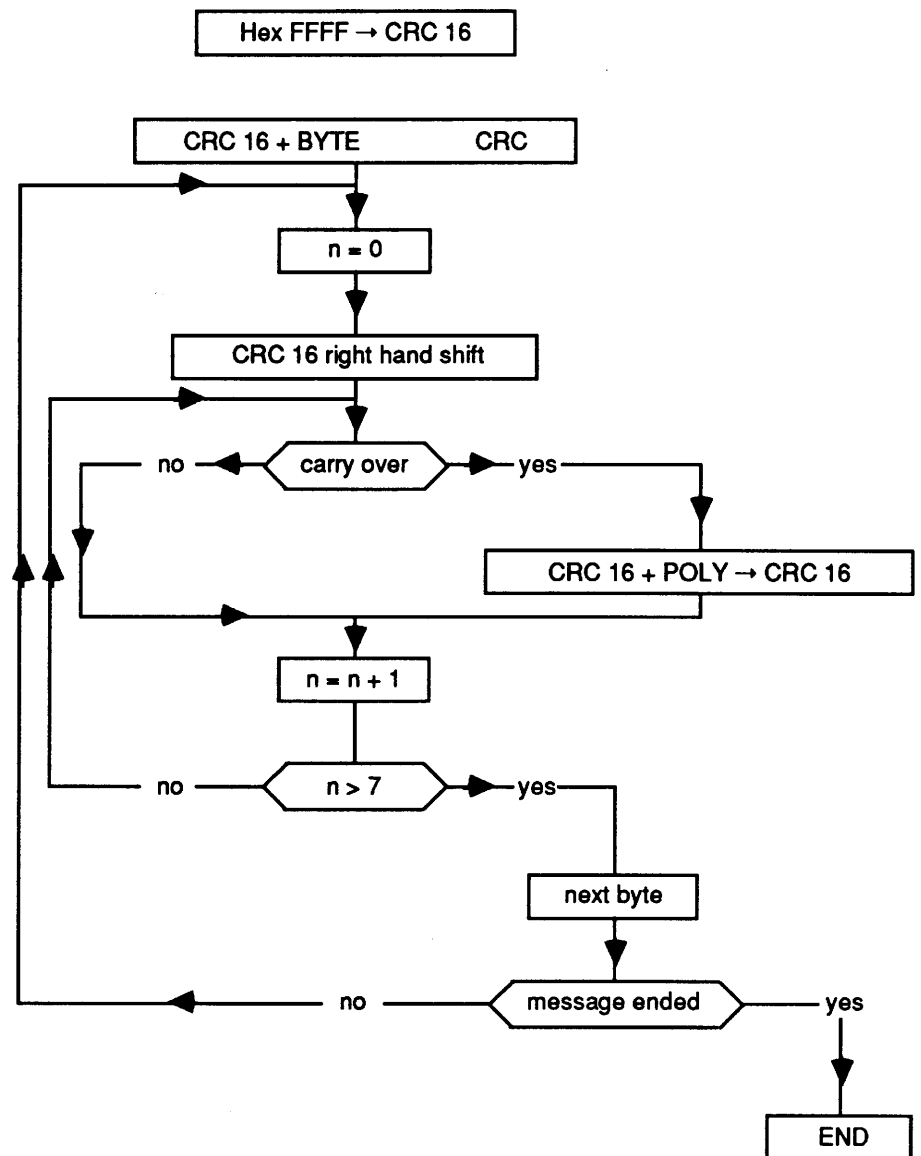 Hex FFFF → CRC 16
CRC 16 + BYTE CRC
n = 0
CRC 16 right hand shift
no carry over yes
CRC 16 + POLY → CRC 16
n = n + 1
no n > 7 yes
next byte
no message ended yes
END